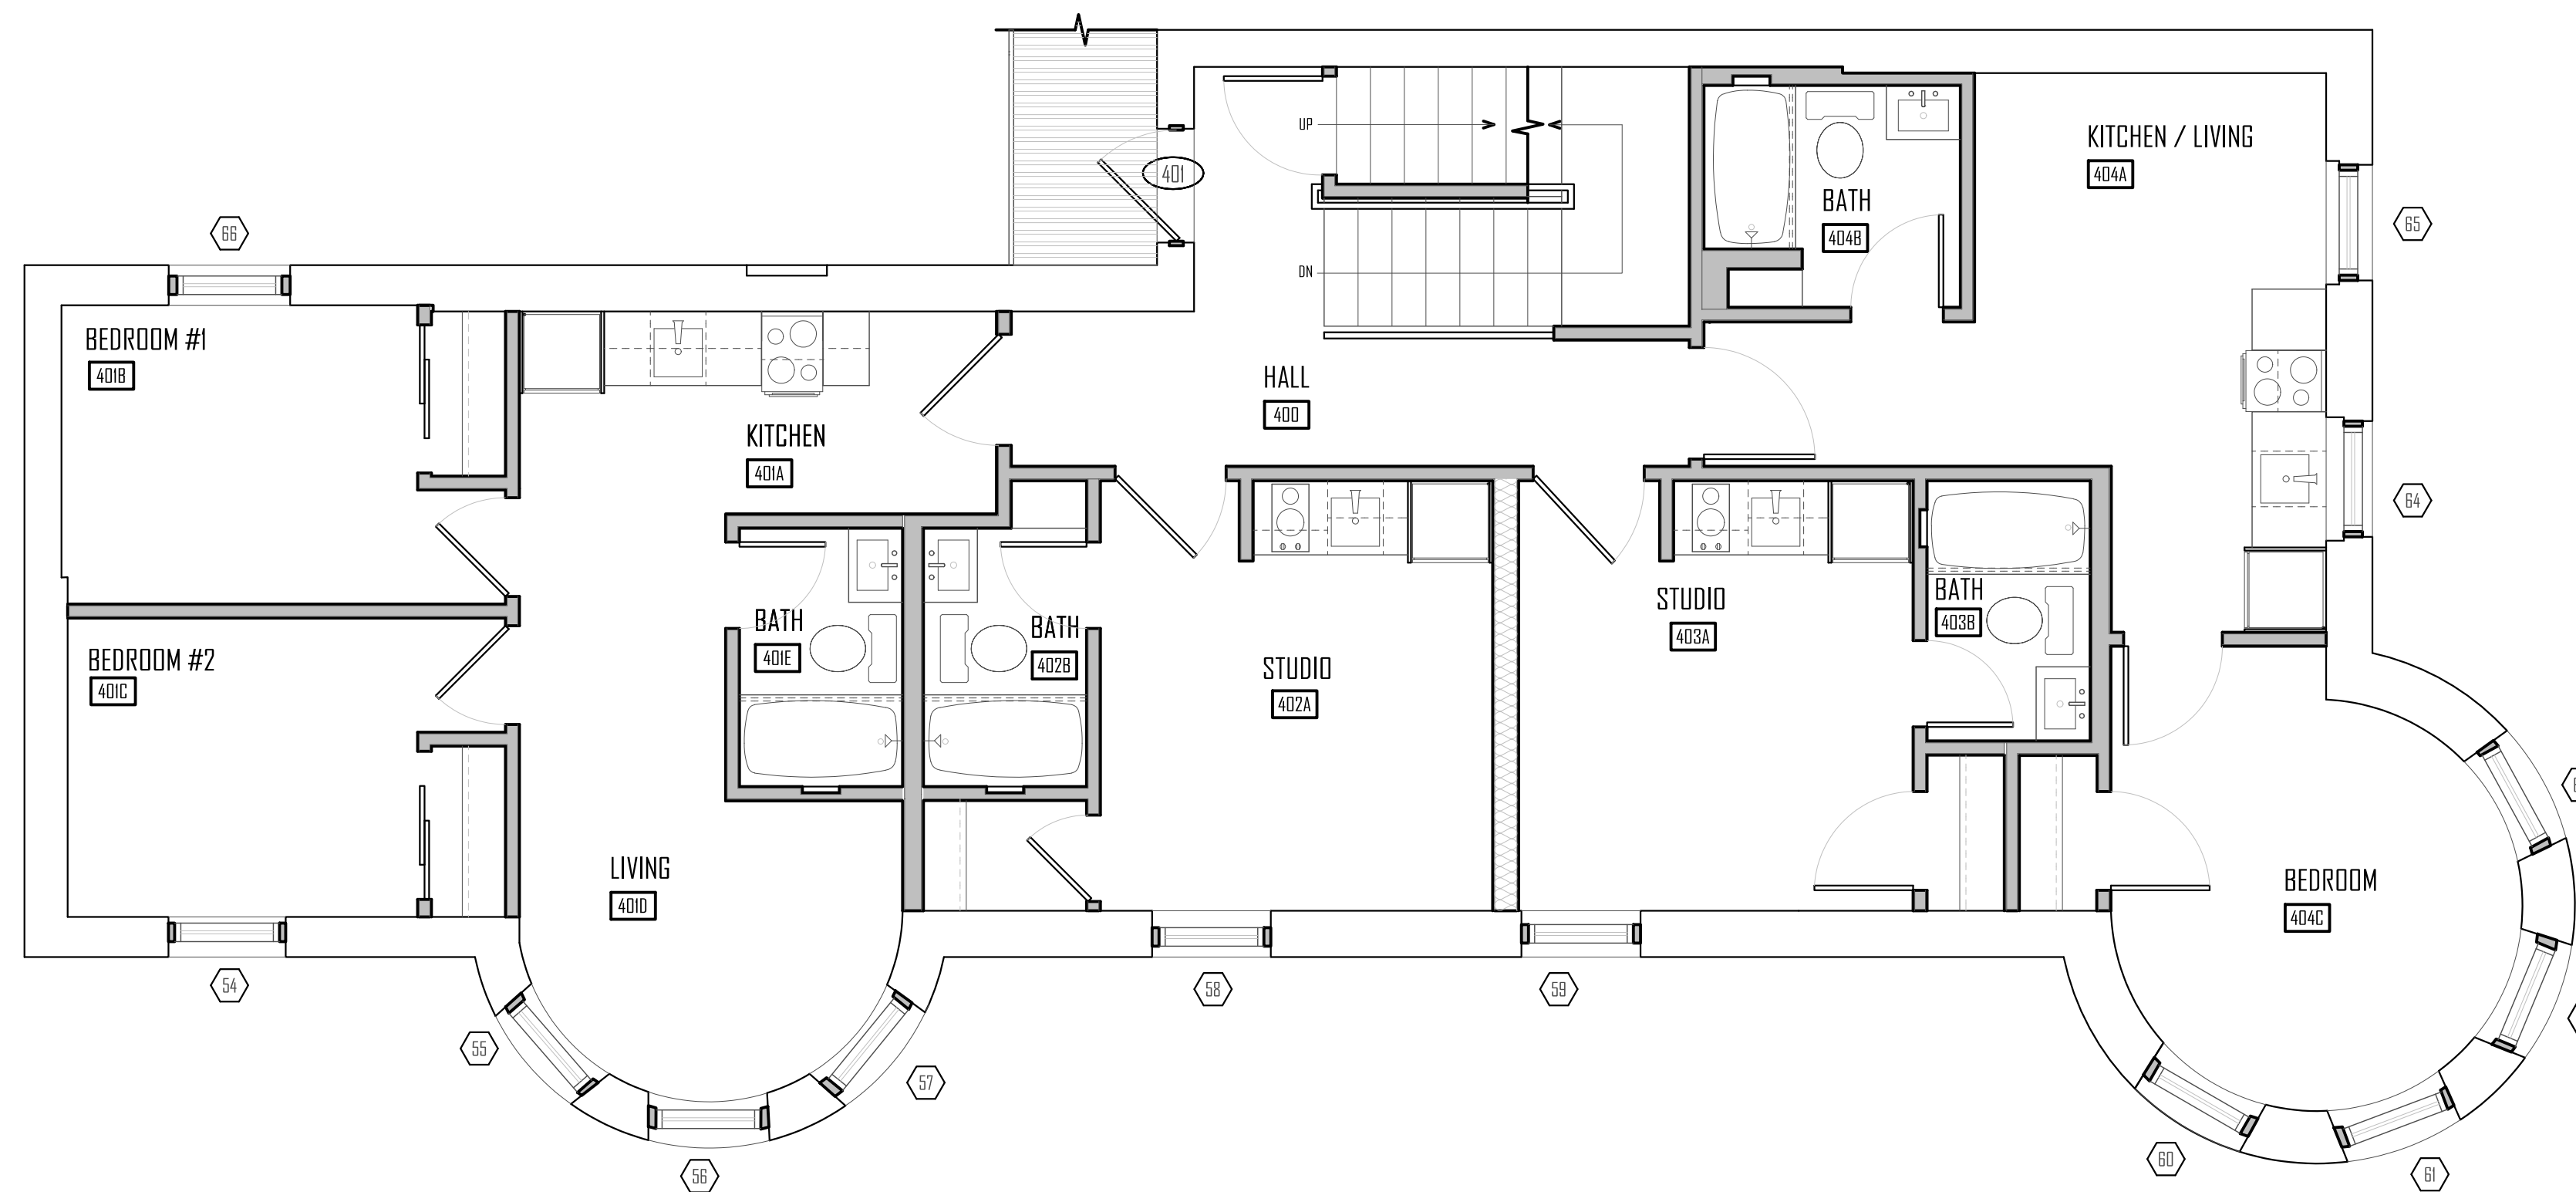 UP
401
KITCHEN / LIVING
404A
BATH
404B
66
65
DN
BEDROOM #1
401B
HALL
400
KITCHEN
401A
64
BATH
401E
BATH
402B
STUDIO
403A
BATH
403B
BEDROOM #2
401C
STUDIO
402A
LIVING
401D
BEDROOM
404C
54
58
59
55
57
56
60
61